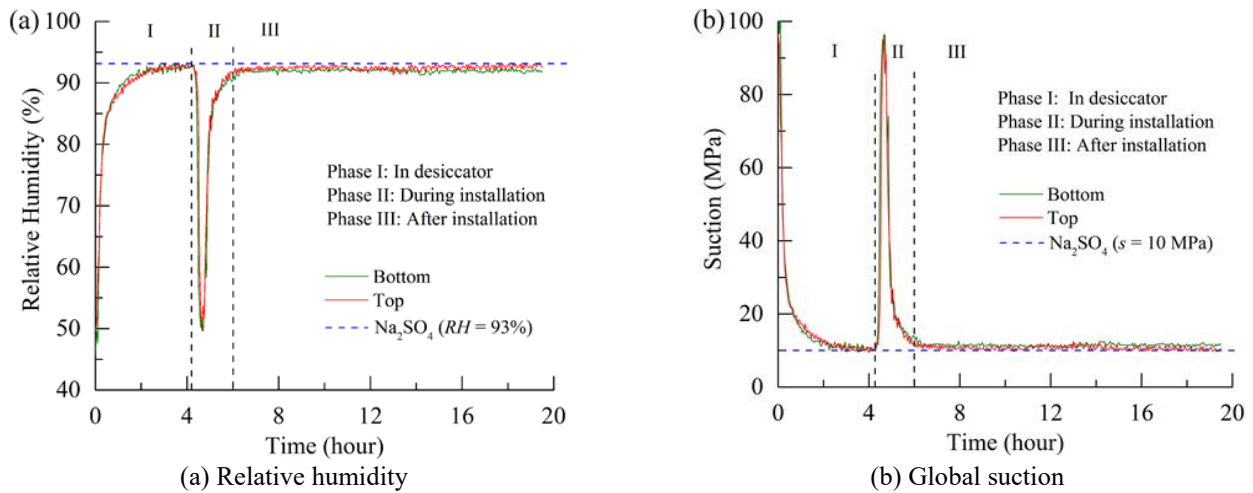 (a)
100
90
80
70
60
50
40
Relative Humidity (%)
I
II
III
Phase I: In desiccator
Phase II: During installation
Phase III: After installation
Bottom
Top
Na₂SO₄ (RH = 93%)
0
4
8
12
16
20
Time (hour)
(a) Relative humidity
(b)
100
80
60
40
20
0
Suction (MPa)
I
II
III
Phase I: In desiccator
Phase II: During installation
Phase III: After installation
Bottom
Top
Na₂SO₄ (s = 10 MPa)
0
4
8
12
16
20
Time (hour)
(b) Global suction